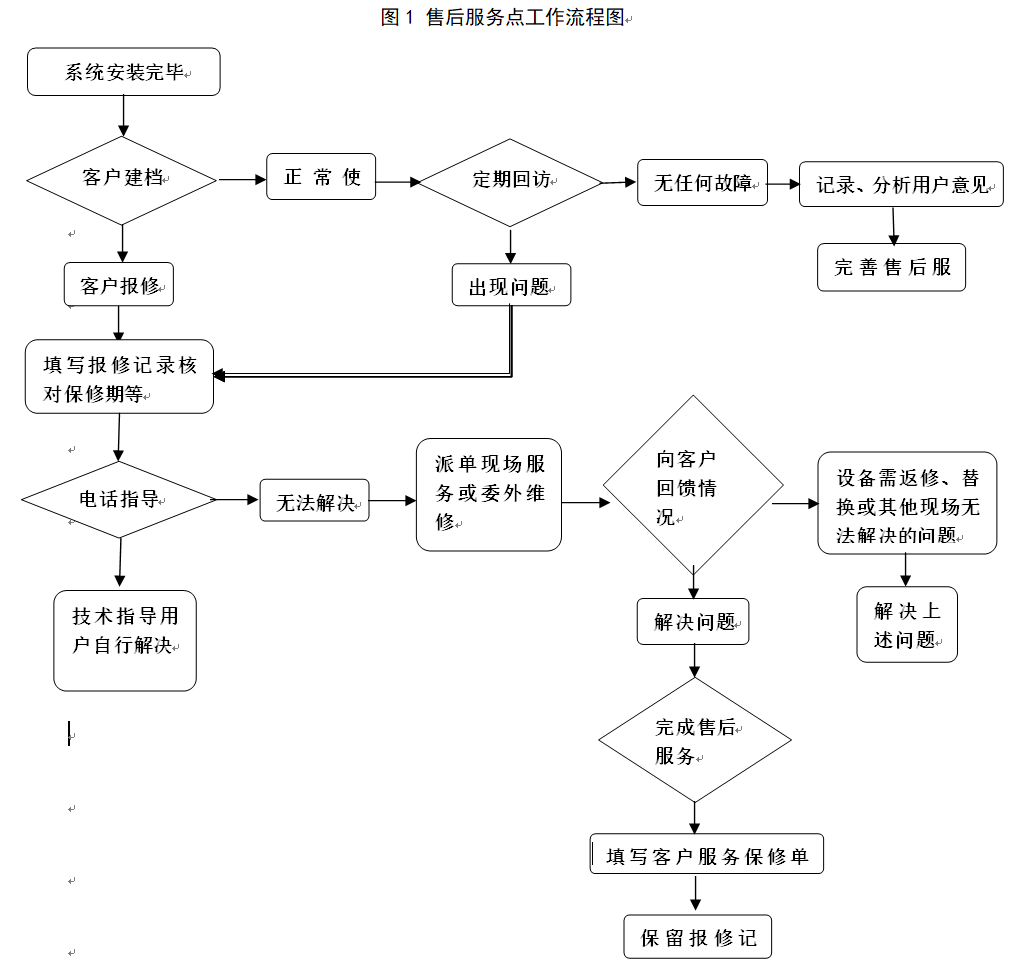 图 1 售后服务点工作流程图
系统安装完毕
客户建档
正常使
定期回访
无任何故障
记录、分析用户意见
完善售后服
客户报修
出现问题
填写报修记录核
对保修期等
电话指导
无法解决
派单现场服
务或委外维
修
向客户
回馈情
况
设备需返修、替
换或其他现场无
法解决的问题
技术指导用
户自行解决
解决问题
解决上
述问题
完成售后
服务
填写客户服务保修单
保留报修记